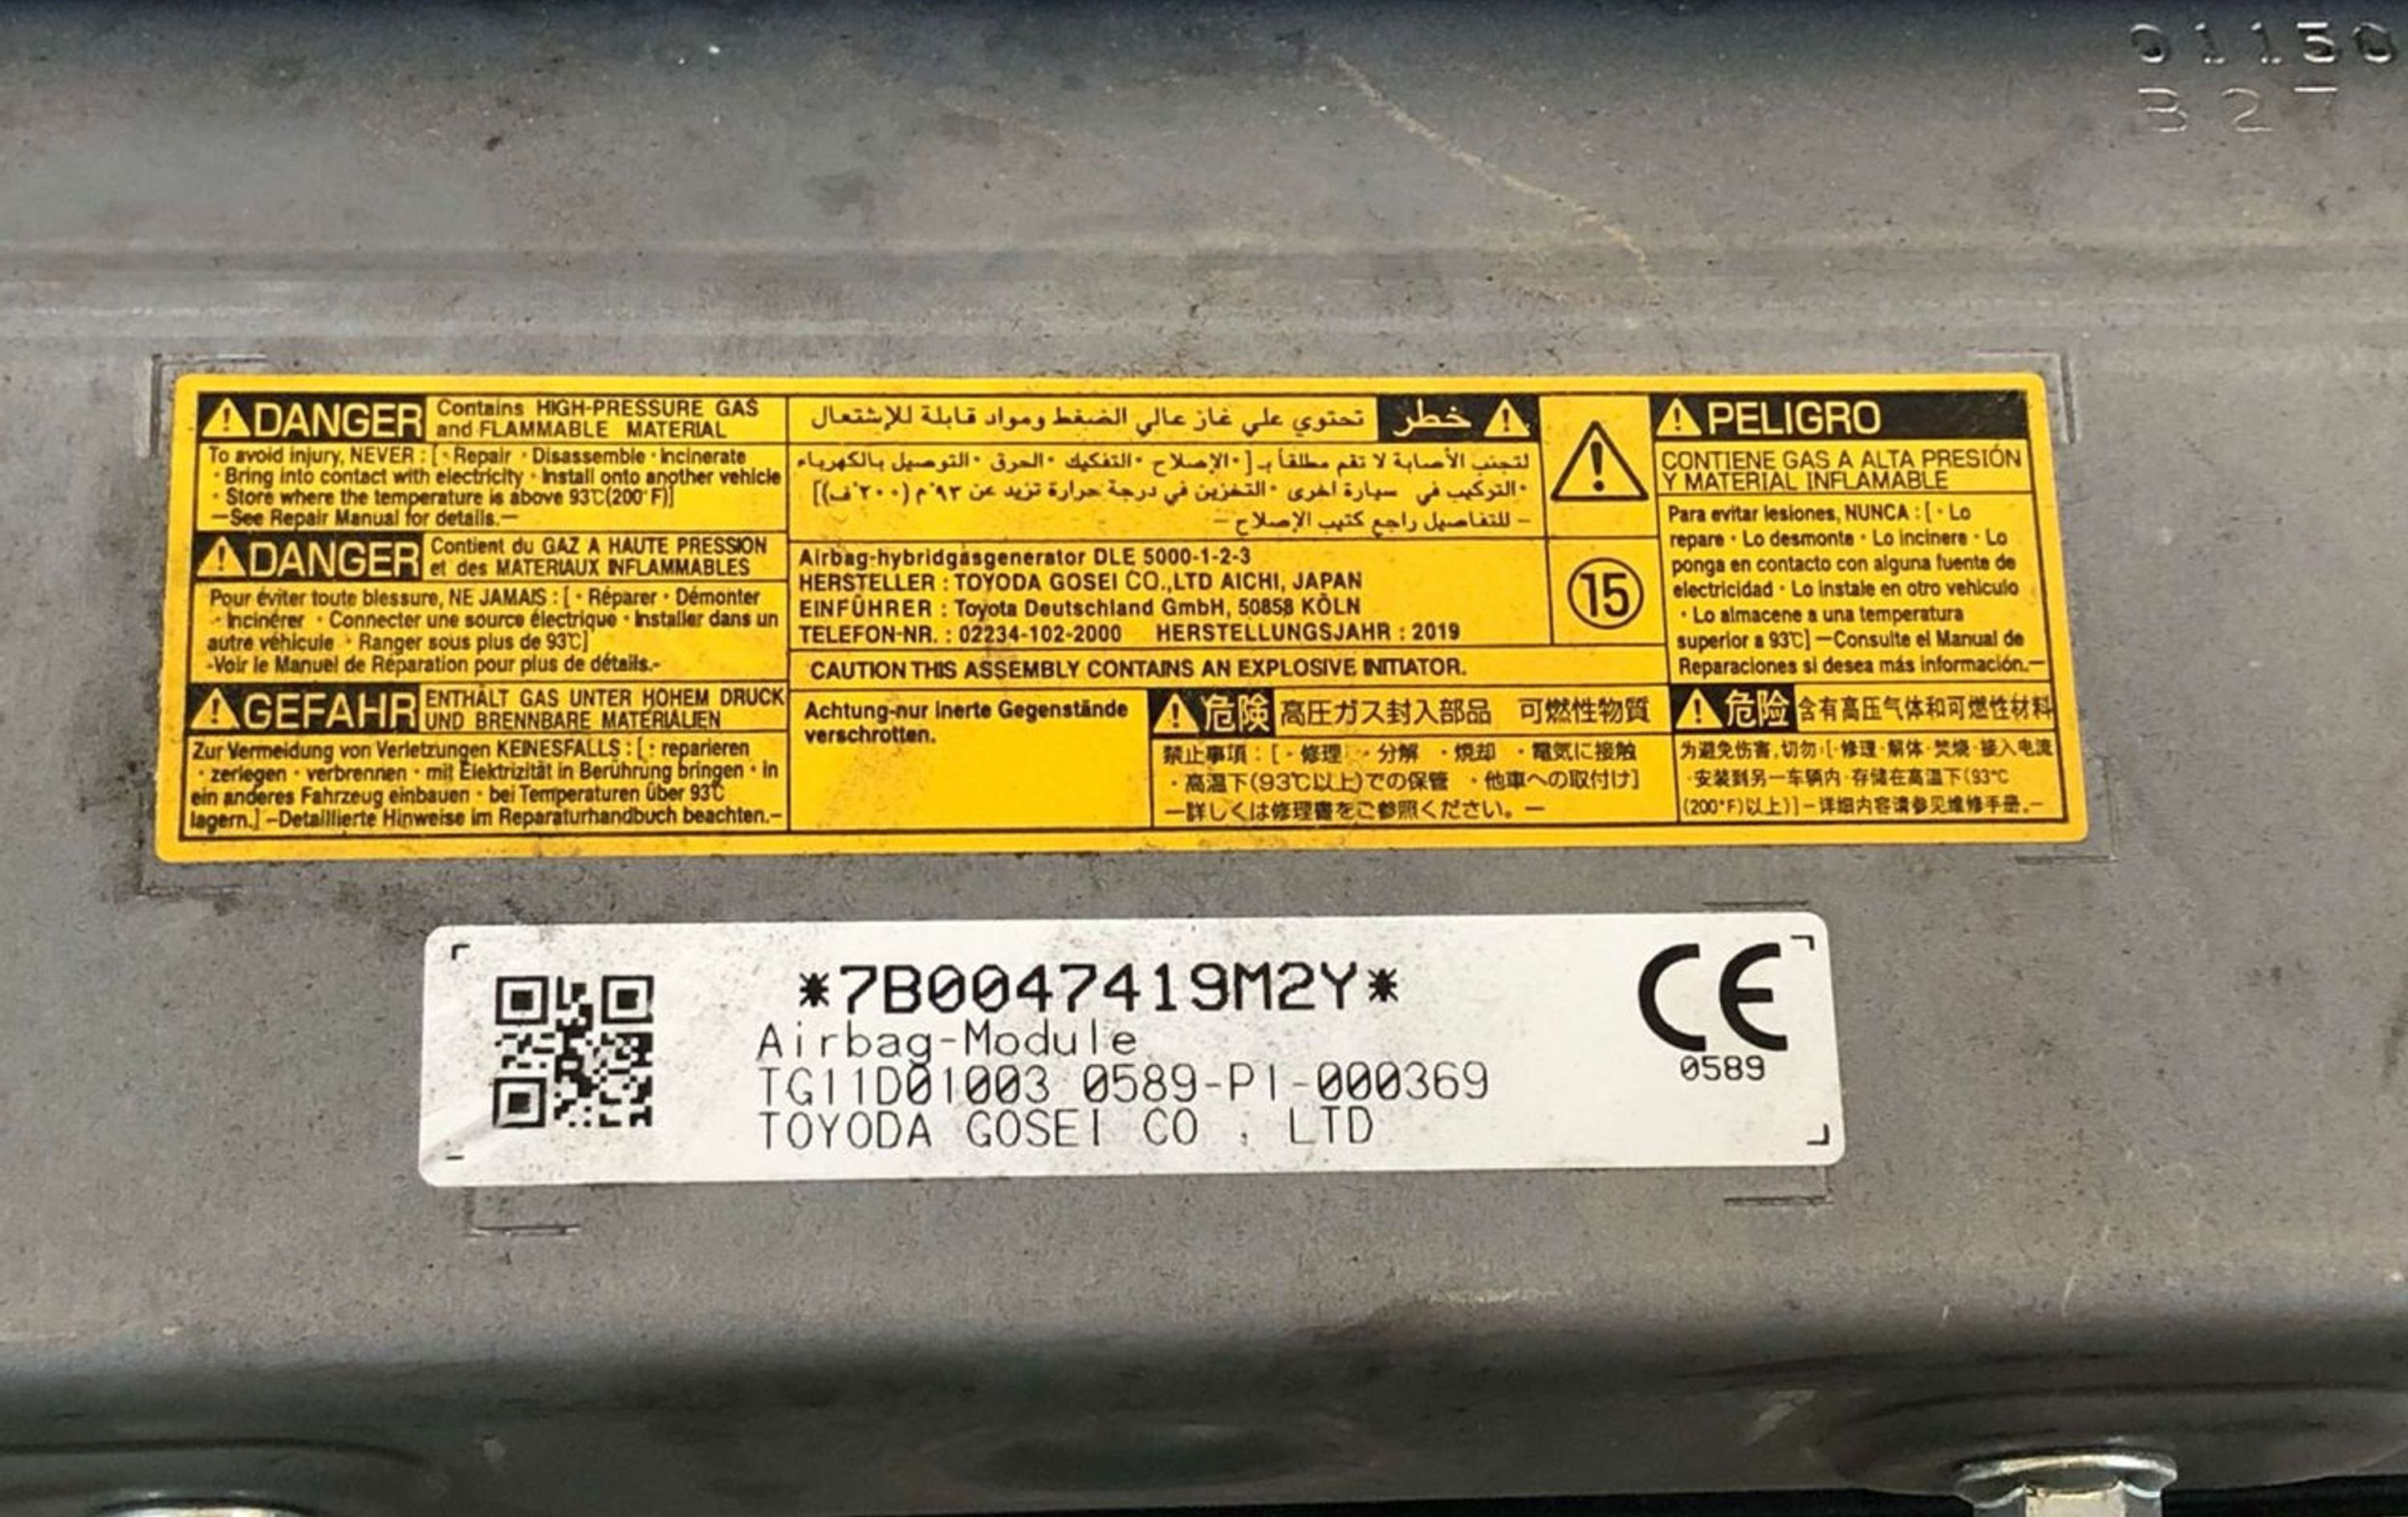 01150
B27
DANGER Contains HIGH-PRESSURE GAS
and FLAMMABLE MATERIAL
To avoid injury, NEVER : [ · Repair · Disassemble · Incinerate
· Bring into contact with electricity · Install onto another vehicle
· Store where the temperature is above 93℃(200°F)]
—See Repair Manual for details.—
DANGER Contient du GAZ A HAUTE PRESSION
et des MATERIAUX INFLAMMABLES
Pour éviter toute blessure, NE JAMAIS : [ · Réparer · Démonter
· Incinérer · Connecter une source électrique · Installer dans un
autre véhicule · Ranger sous plus de 93℃]
-Voir le Manuel de Réparation pour plus de détails.-
GEFAHR ENTHÄLT GAS UNTER HOHEM DRUCK
UND BRENNBARE MATERIALIEN
Zur Vermeidung von Verletzungen KEINESFALLS : [ · reparieren
· zerlegen · verbrennen · mit Elektrizität in Berührung bringen · in
ein anderes Fahrzeug einbauen · bei Temperaturen über 93℃
lagern.] —Detaillierte Hinweise im Reparaturhandbuch beachten.—
خطر تحتوي علي غاز عالي الضغط ومواد قابلة للإشتعال
لتجنب الأصابة لا تقم مطلقاً بـ [ •الإصلاح •التفكيك •الحرق •التوصيل بالكهرباء
•التركيب في سيارة اخرى •التخزين في درجة حرارة تزيد عن ٩٣°م (٢٠٠°ف)]
– للتفاصيل راجع كتيب الإصلاح –
Airbag-hybridgasgenerator DLE 5000-1-2-3
HERSTELLER : TOYODA GOSEI CO.,LTD AICHI, JAPAN
EINFÜHRER : Toyota Deutschland GmbH, 50858 KÖLN
TELEFON-NR. : 02234-102-2000 HERSTELLUNGSJAHR : 2019
15
CAUTION THIS ASSEMBLY CONTAINS AN EXPLOSIVE INITIATOR.
Achtung-nur inerte Gegenstände
verschrotten.
危険 高圧ガス封入部品 可燃性物質
禁止事項 : [ ・修理 ・分解 ・焼却 ・電気に接触
・高温下(93℃以上)での保管 ・他車への取付け]
—詳しくは修理書をご参照ください。—
PELIGRO
CONTIENE GAS A ALTA PRESIÓN
Y MATERIAL INFLAMABLE
Para evitar lesiones, NUNCA : [ · Lo
repare · Lo desmonte · Lo incinere · Lo
ponga en contacto con alguna fuente de
electricidad · Lo instale en otro vehículo
· Lo almacene a una temperatura
superior a 93℃] —Consulte el Manual de
Reparaciones si desea más información.—
危险 含有高压气体和可燃性材料
为避免伤害,切勿:[·修理·解体·焚烧·接入电流
·安装到另一车辆内·存储在高温下(93°C
(200°F)以上)]—详细内容请参见维修手册.—
*7B0047419M2Y*
Airbag-Module
TG11D01003 0589-PI-000369
TOYODA GOSEI CO , LTD
CE
0589